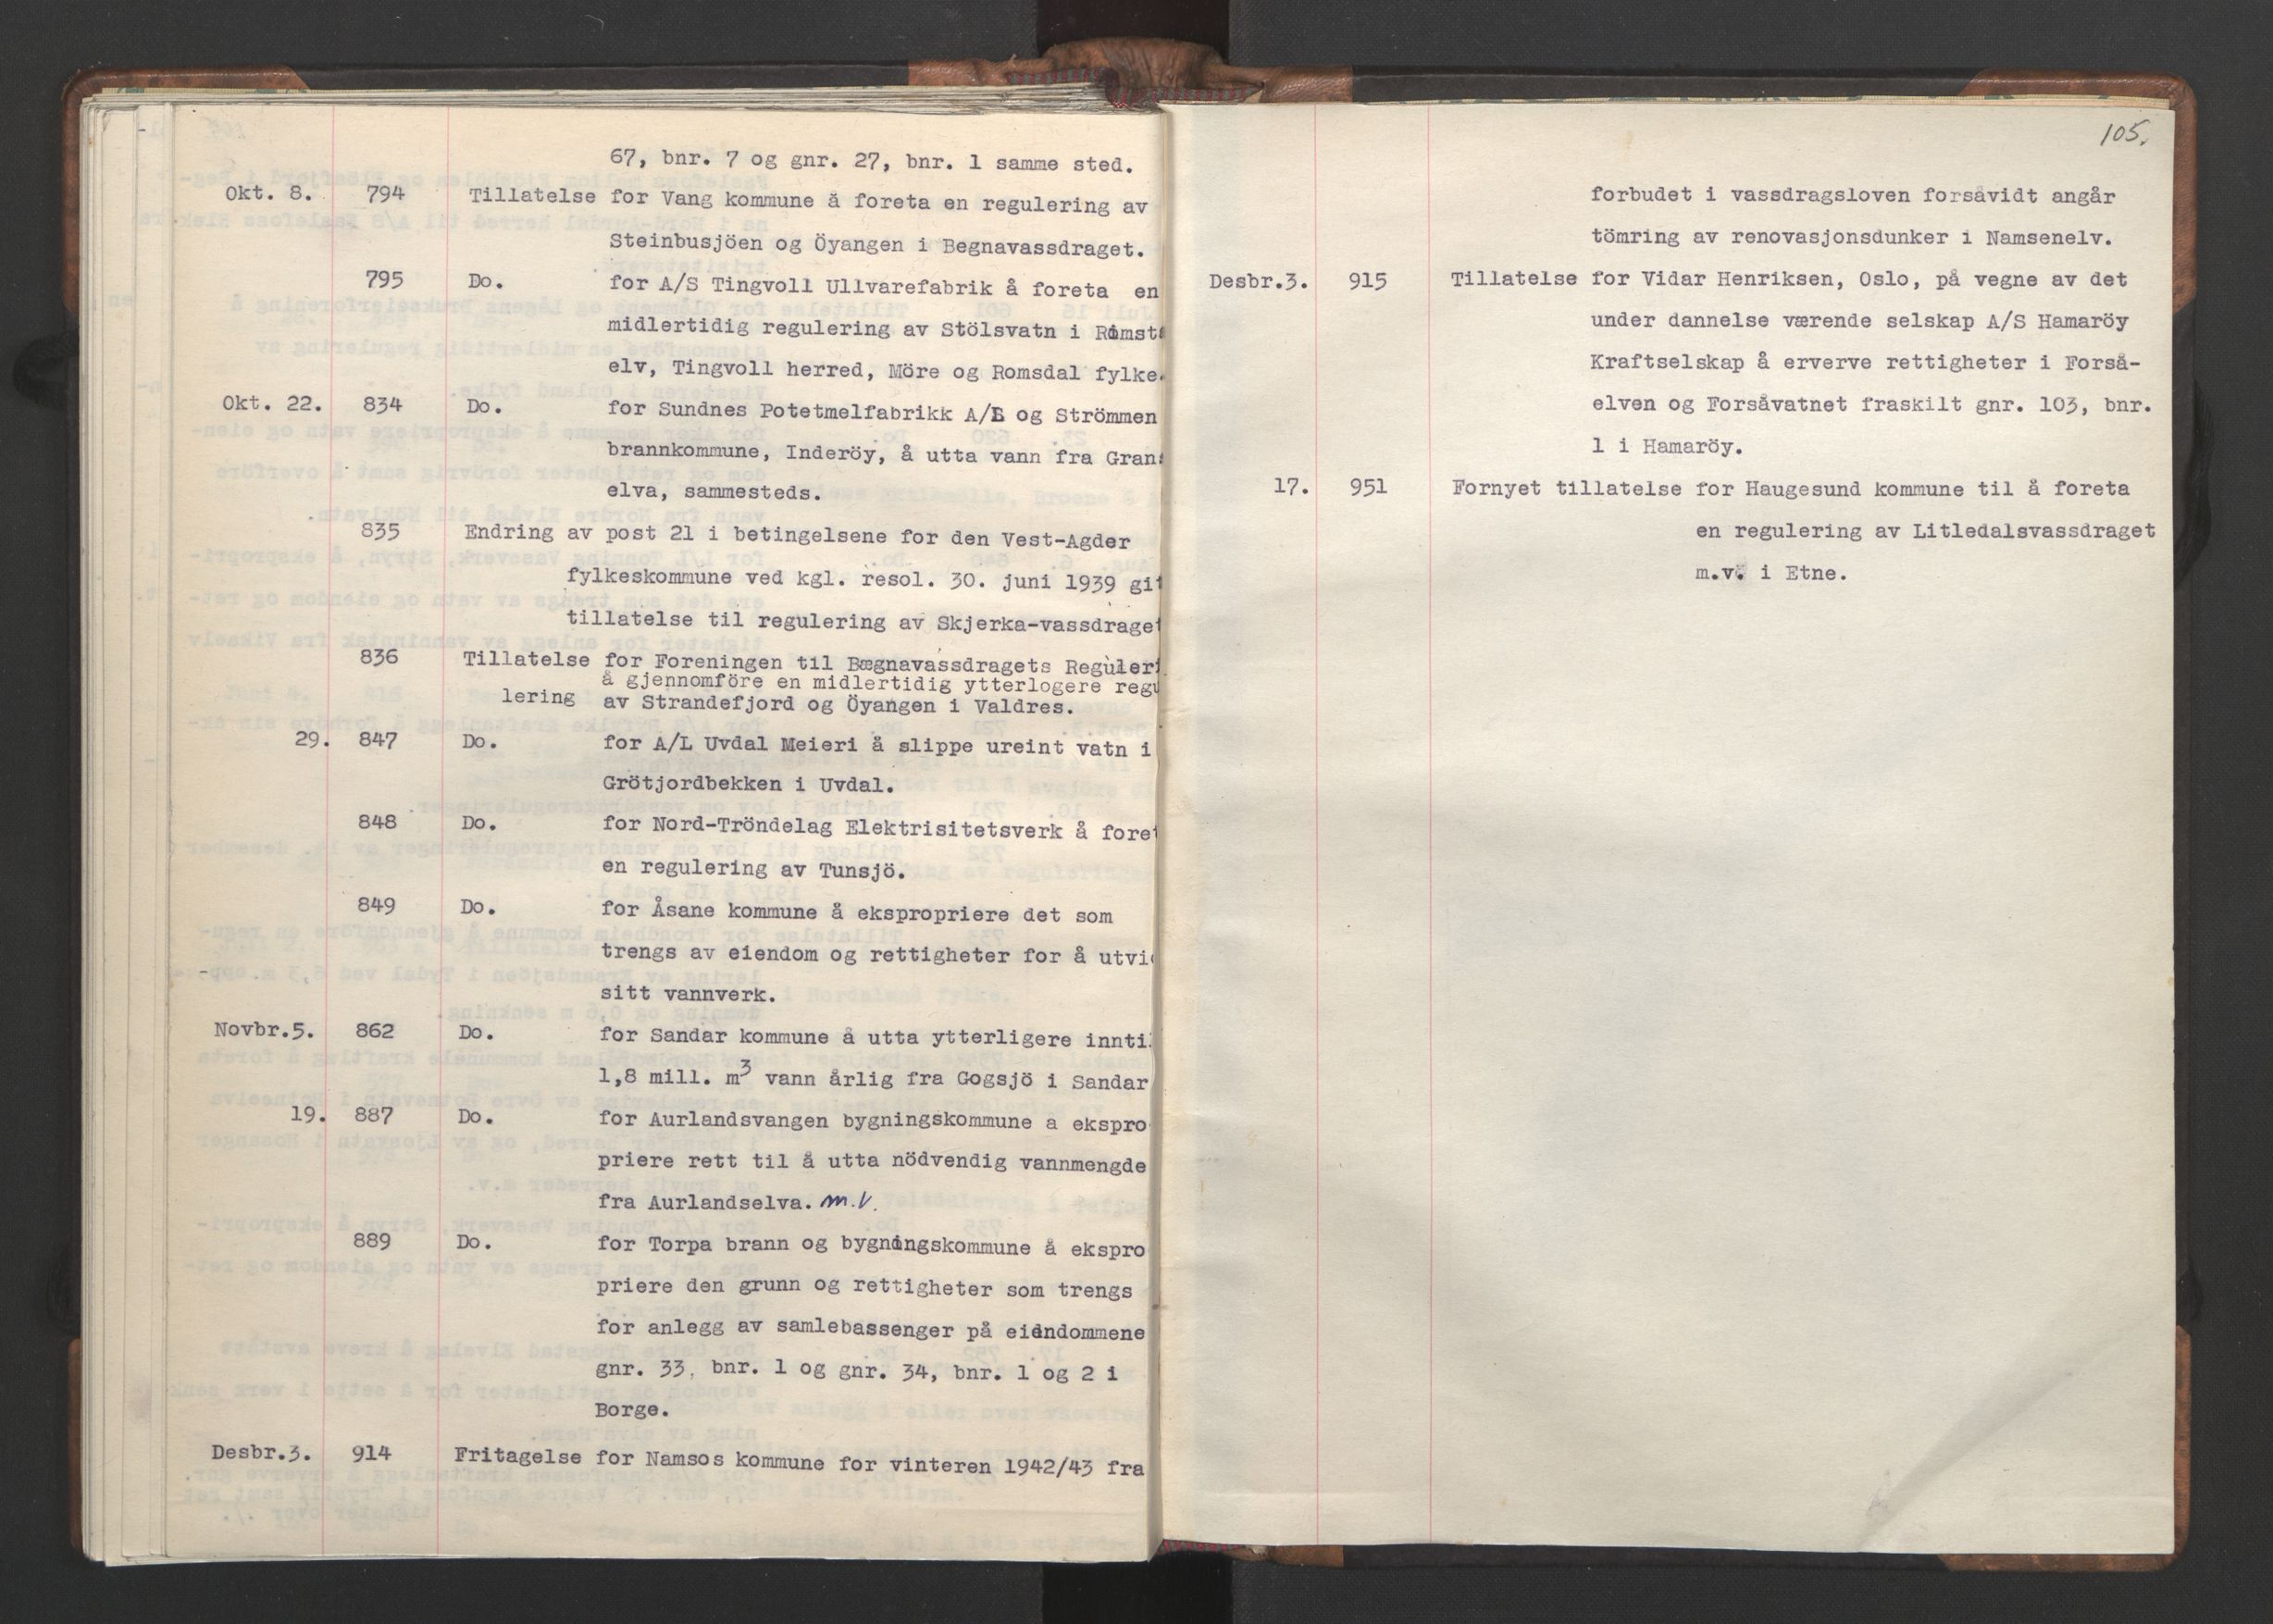 67, bnr. 7 og gnr. 27, bnr. 1 samme sted.
Okt. 8. 794 Tillatelse for Vang kommune å foreta en regulering av
Steinbusjöen og Öyangen i Begnavassdraget.
795 Do. for A/S Tingvoll Ullvarefabrik å foreta en
midlertidig regulering av Stölsvatn i
elv, Tingvoll herred, Möre og Romsdal fylke.
Okt. 22. 834 Do. for Sundnes Potetmelfabrikk A/L og Strömmen
brannkommune, Inderöy, å utta vann fra Gran
elva, sammesteds.
835 Endring av post 21 i betingelsene for den Vest-Agder
fylkeskommune ved kgl. resol. 30. juni 1939 git
tillatelse til regulering av Skjerka-vassdraget
836 Tillatelse for Foreningen til Bægnavassdragets Reguleri
å gjennomföre en midlertidig ytterlogere regu
lering av Strandefjord og Öyangen i Valdres.
29. 847 Do. for A/L Uvdal Meieri å slippe ureint vatn i
Grötjordbekken i Uvdal.
848 Do. for Nord-Tröndelag Elektrisitetsverk å foret
en regulering av Tunsjö.
849 Do. for Åsane kommune å ekspropriere det som
trengs av eiendom og rettigheter for å utvid
sitt vannverk.
Novbr.5. 862 Do. for Sandar kommune å utta ytterligere inntil
1,8 mill. m3 vann årlig fra Gogsjö i Sandar
19. 887 Do. for Aurlandsvangen bygningskommune a ekspro-
priere rett til å utta nödvendig vannmengde
fra Aurlandselva. m.v.
889 Do. for Torpa brann og bygningskommune å ekspro
priere den grunn og rettigheter som trengs
for anlegg av samlebassenger på eiendommene
gnr. 33, bnr. 1 og gnr. 34, bnr. 1 og 2 i
Borge.
Desbr.3. 914 Fritagelse for Namsos kommune for vinteren 1942/43 fra
105.
forbudet i vassdragsloven forsåvidt angår
tömring av renovasjonsdunker i Namsenelv.
Desbr.3. 915 Tillatelse for Vidar Henriksen, Oslo, på vegne av det
under dannelse værende selskap A/S Hamaröy
Kraftselskap å erverve rettigheter i Forså-
elven og Forsåvatnet fraskilt gnr. 103, bnr.
1 i Hamaröy.
17. 951 Fornyet tillatelse for Haugesund kommune til å foreta
en regulering av Litledalsvassdraget
m.v. i Etne.